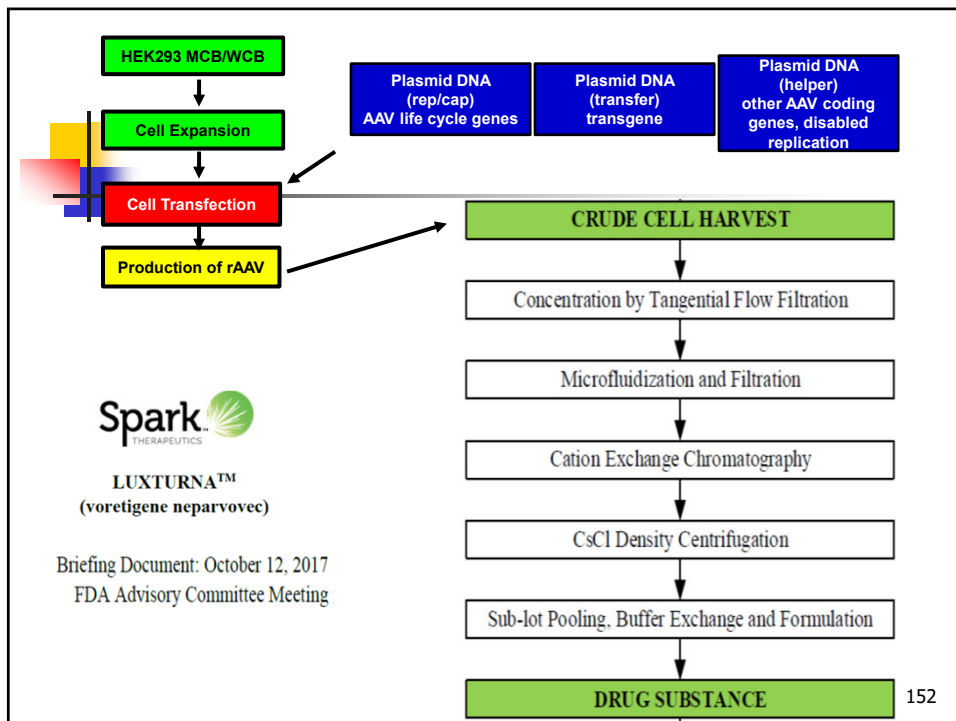 HEK293 MCB/WCB
Cell Expansion
Cell Transfection
Production of rAAV
Plasmid DNA
(rep/cap)
AAV life cycle genes
Plasmid DNA
(transfer)
transgene
Plasmid DNA
(helper)
other AAV coding
genes, disabled
replication
CRUDE CELL HARVEST
Concentration by Tangential Flow Filtration
Microfluidization and Filtration
Cation Exchange Chromatography
CsCl Density Centrifugation
Sub-lot Pooling, Buffer Exchange and Formulation
DRUG SUBSTANCE
Spark
THERAPEUTICS
LUXTURNA™
(voretigene neparvovec)
Briefing Document: October 12, 2017
FDA Advisory Committee Meeting
152